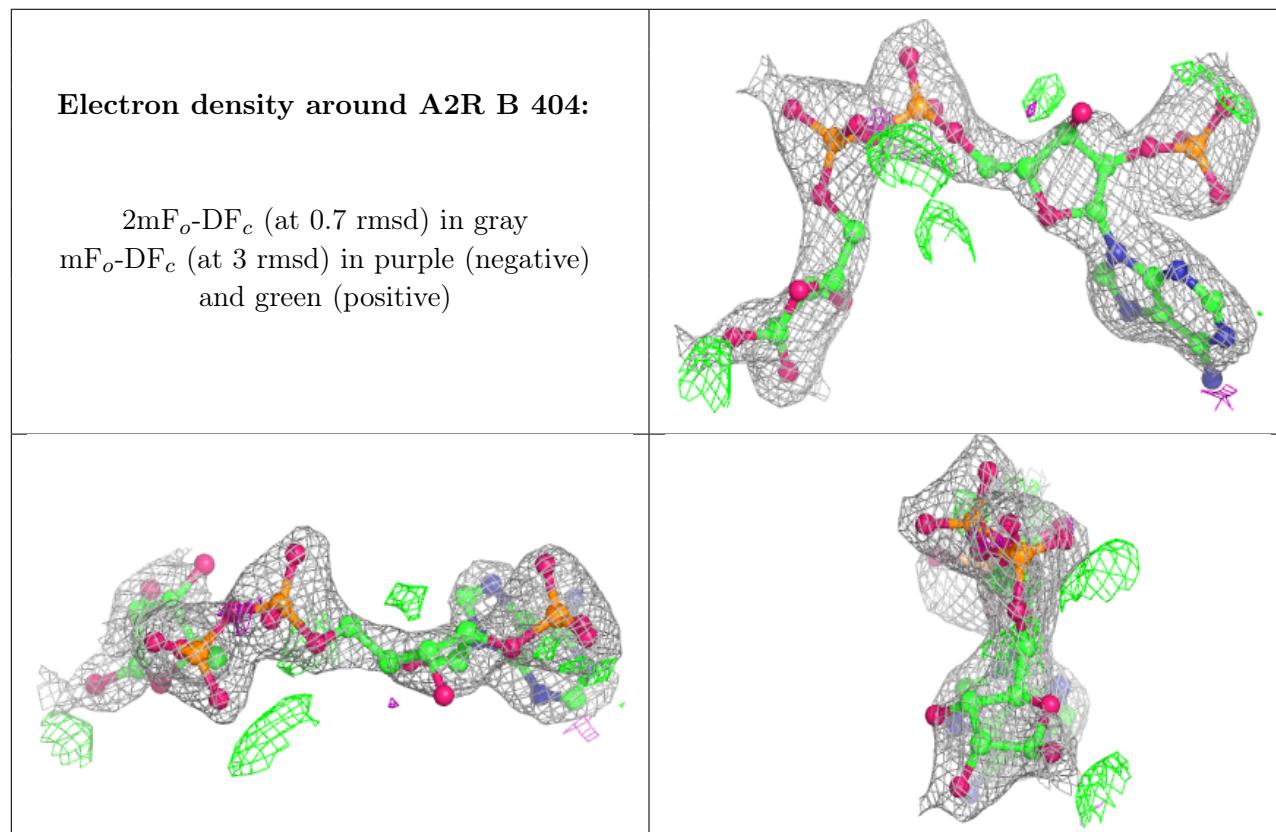 Electron density around A2R B 404:
2mFo-DFc (at 0.7 rmsd) in gray
mFo-DFc (at 3 rmsd) in purple (negative)
and green (positive)